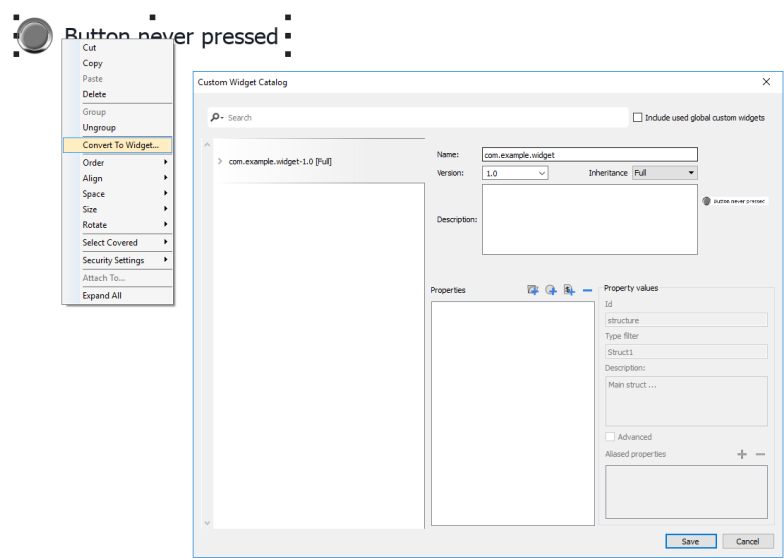 Button never pressed
Cut
Copy
Paste
Delete
Group
Ungroup
Convert To Widget...
Order
Align
Space
Size
Rotate
Select Covered
Security Settings
Attach To...
Expand All
Custom Widget Catalog
Search
Include used global custom widgets
com.example.widget-1.0 [Full]
Name: com.example.widget
Version: 1.0 Inheritance Full
Description:
Button never pressed
Properties
Property values
Id
structure
Type filter
Struct1
Description:
Main struct ...
Advanced
Aliased properties
Save Cancel